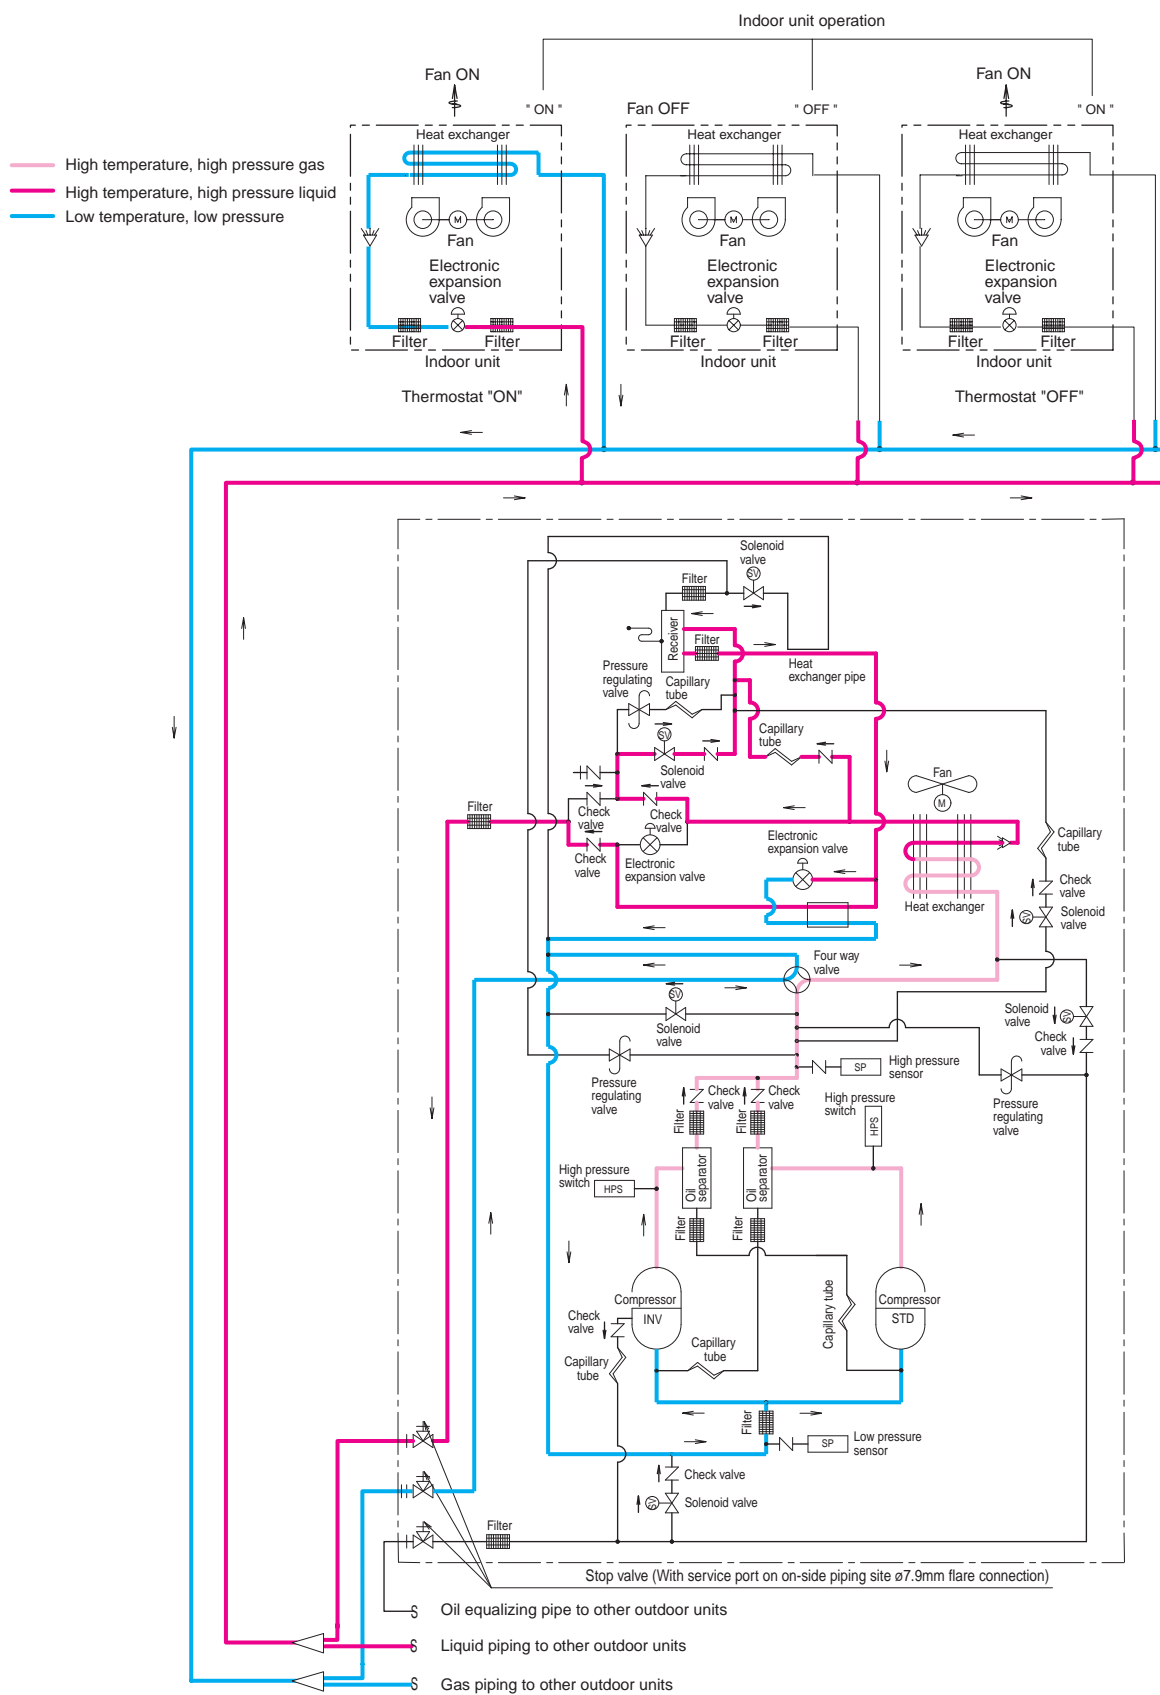 Indoor unit operation
Fan ON
" ON "
Fan OFF
" OFF "
Fan ON
" ON "
Heat exchanger
Heat exchanger
Heat exchanger
High temperature, high pressure gas
High temperature, high pressure liquid
Low temperature, low pressure
M
M
M
Fan
Fan
Fan
Electronic
expansion
valve
Electronic
expansion
valve
Electronic
expansion
valve
Filter
Filter
Filter
Filter
Filter
Filter
Indoor unit
Indoor unit
Indoor unit
Thermostat "ON"
Thermostat "OFF"
Solenoid
valve
SV
Filter
Receiver
Filter
Heat
exchanger pipe
Pressure
regulating
valve
Capillary
tube
SV
Solenoid
valve
Capillary
tube
Fan
M
Filter
Check
valve
Check
valve
Check
valve
Electronic
expansion valve
Electronic
expansion valve
Capillary
tube
Heat exchanger
Check
valve
SV
Solenoid
valve
Four way
valve
SV
Solenoid
valve
Solenoid
valve
SV
Check
valve
Pressure
regulating
valve
SP
High pressure
sensor
Pressure
regulating
valve
Check
valve
Check
valve
Filter
Filter
High pressure
switch
HPS
High pressure
switch
HPS
Oil
separator
Oil
separator
Filter
Filter
Compressor
INV
Compressor
STD
Check
valve
Capillary
tube
Capillary
tube
Capillary tube
Filter
SP
Low pressure
sensor
Check valve
SV
Solenoid valve
Filter
Stop valve (With service port on on-side piping site ø7.9mm flare connection)
S
Oil equalizing pipe to other outdoor units
S
Liquid piping to other outdoor units
S
Gas piping to other outdoor units